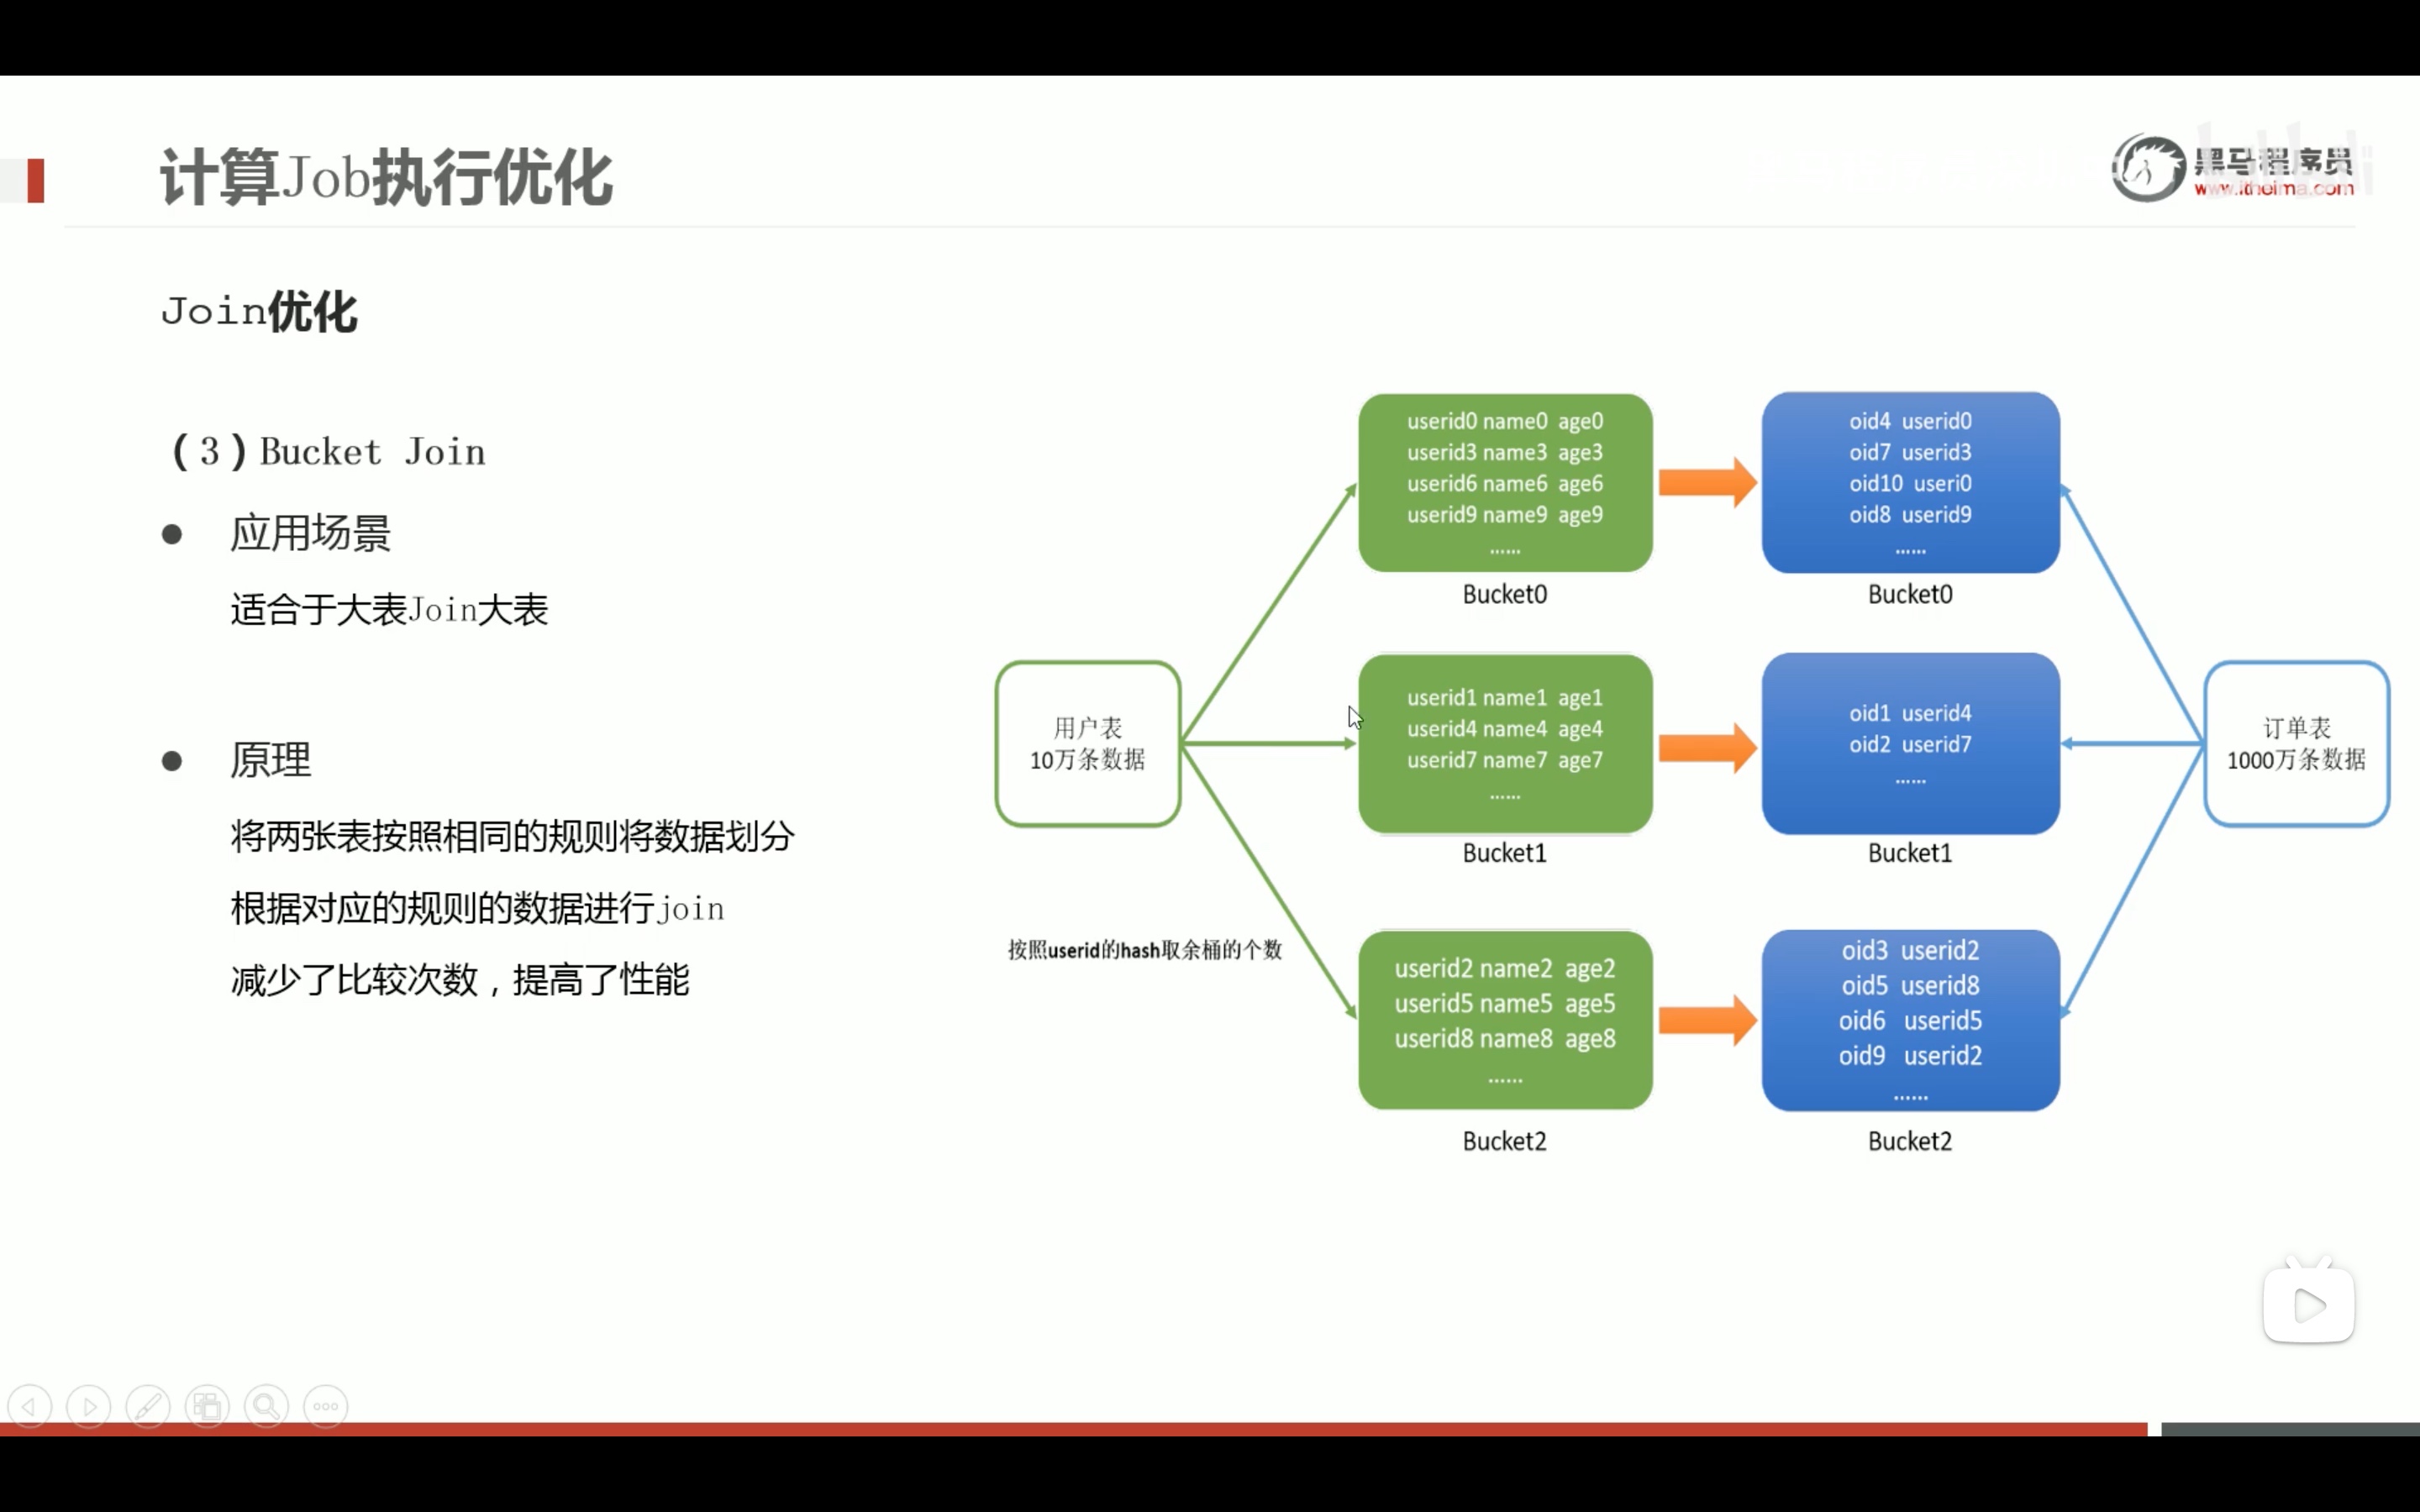 计算Job执行优化
黑马程序员
www.itheima.com
Join优化
（3）Bucket Join
● 应用场景
适合于大表Join大表
● 原理
将两张表按照相同的规则将数据划分
根据对应的规则的数据进行join
减少了比较次数，提高了性能
用户表
10万条数据
按照userid的hash取余桶的个数
userid0 name0 age0
userid3 name3 age3
userid6 name6 age6
userid9 name9 age9
......
Bucket0
oid4 userid0
oid7 userid3
oid10 useri0
oid8 userid9
......
Bucket0
userid1 name1 age1
userid4 name4 age4
userid7 name7 age7
......
Bucket1
oid1 userid4
oid2 userid7
......
Bucket1
userid2 name2 age2
userid5 name5 age5
userid8 name8 age8
......
Bucket2
oid3 userid2
oid5 userid8
oid6 userid5
oid9 userid2
......
Bucket2
订单表
1000万条数据